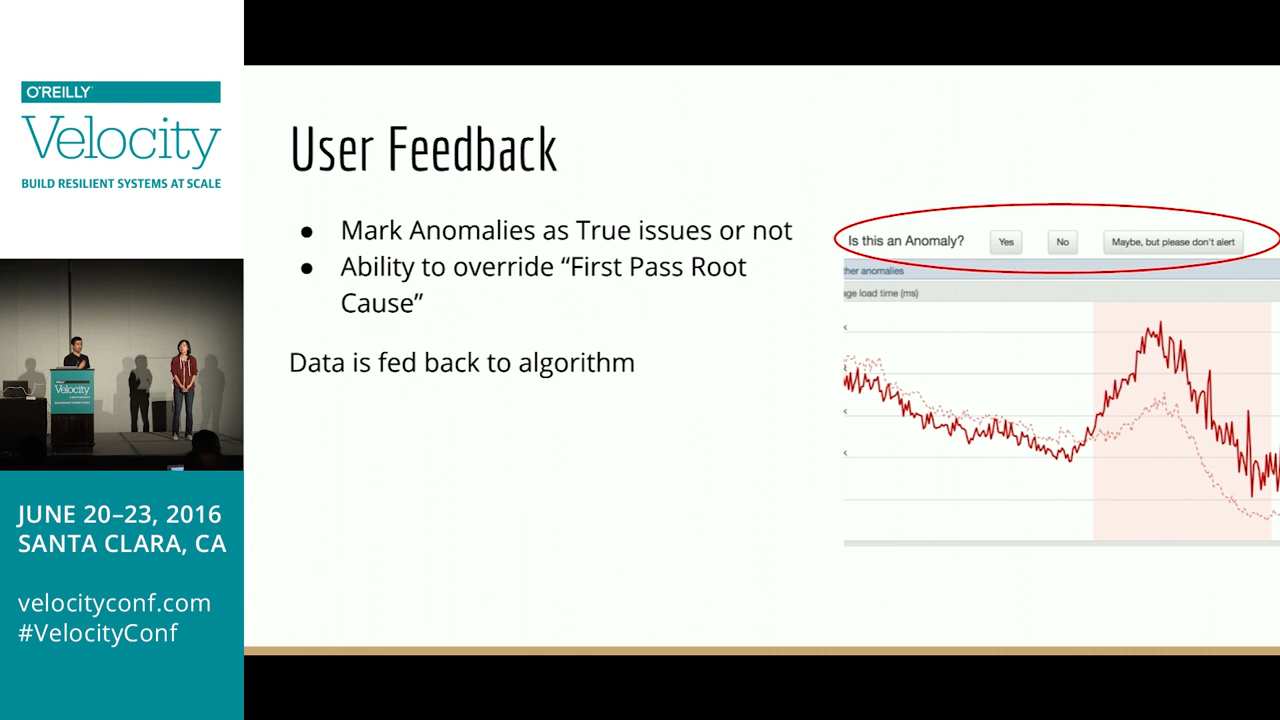 O'REILLY
Velocity
BUILD RESILIENT SYSTEMS AT SCALE
JUNE 20–23, 2016
SANTA CLARA, CA
velocityconf.com
#VelocityConf
User Feedback
● Mark Anomalies as True issues or not
● Ability to override “First Pass Root
Cause”
Data is fed back to algorithm
Is this an Anomaly? Yes No Maybe, but please don't alert
her anomalies
age load time (ms)
Velocity